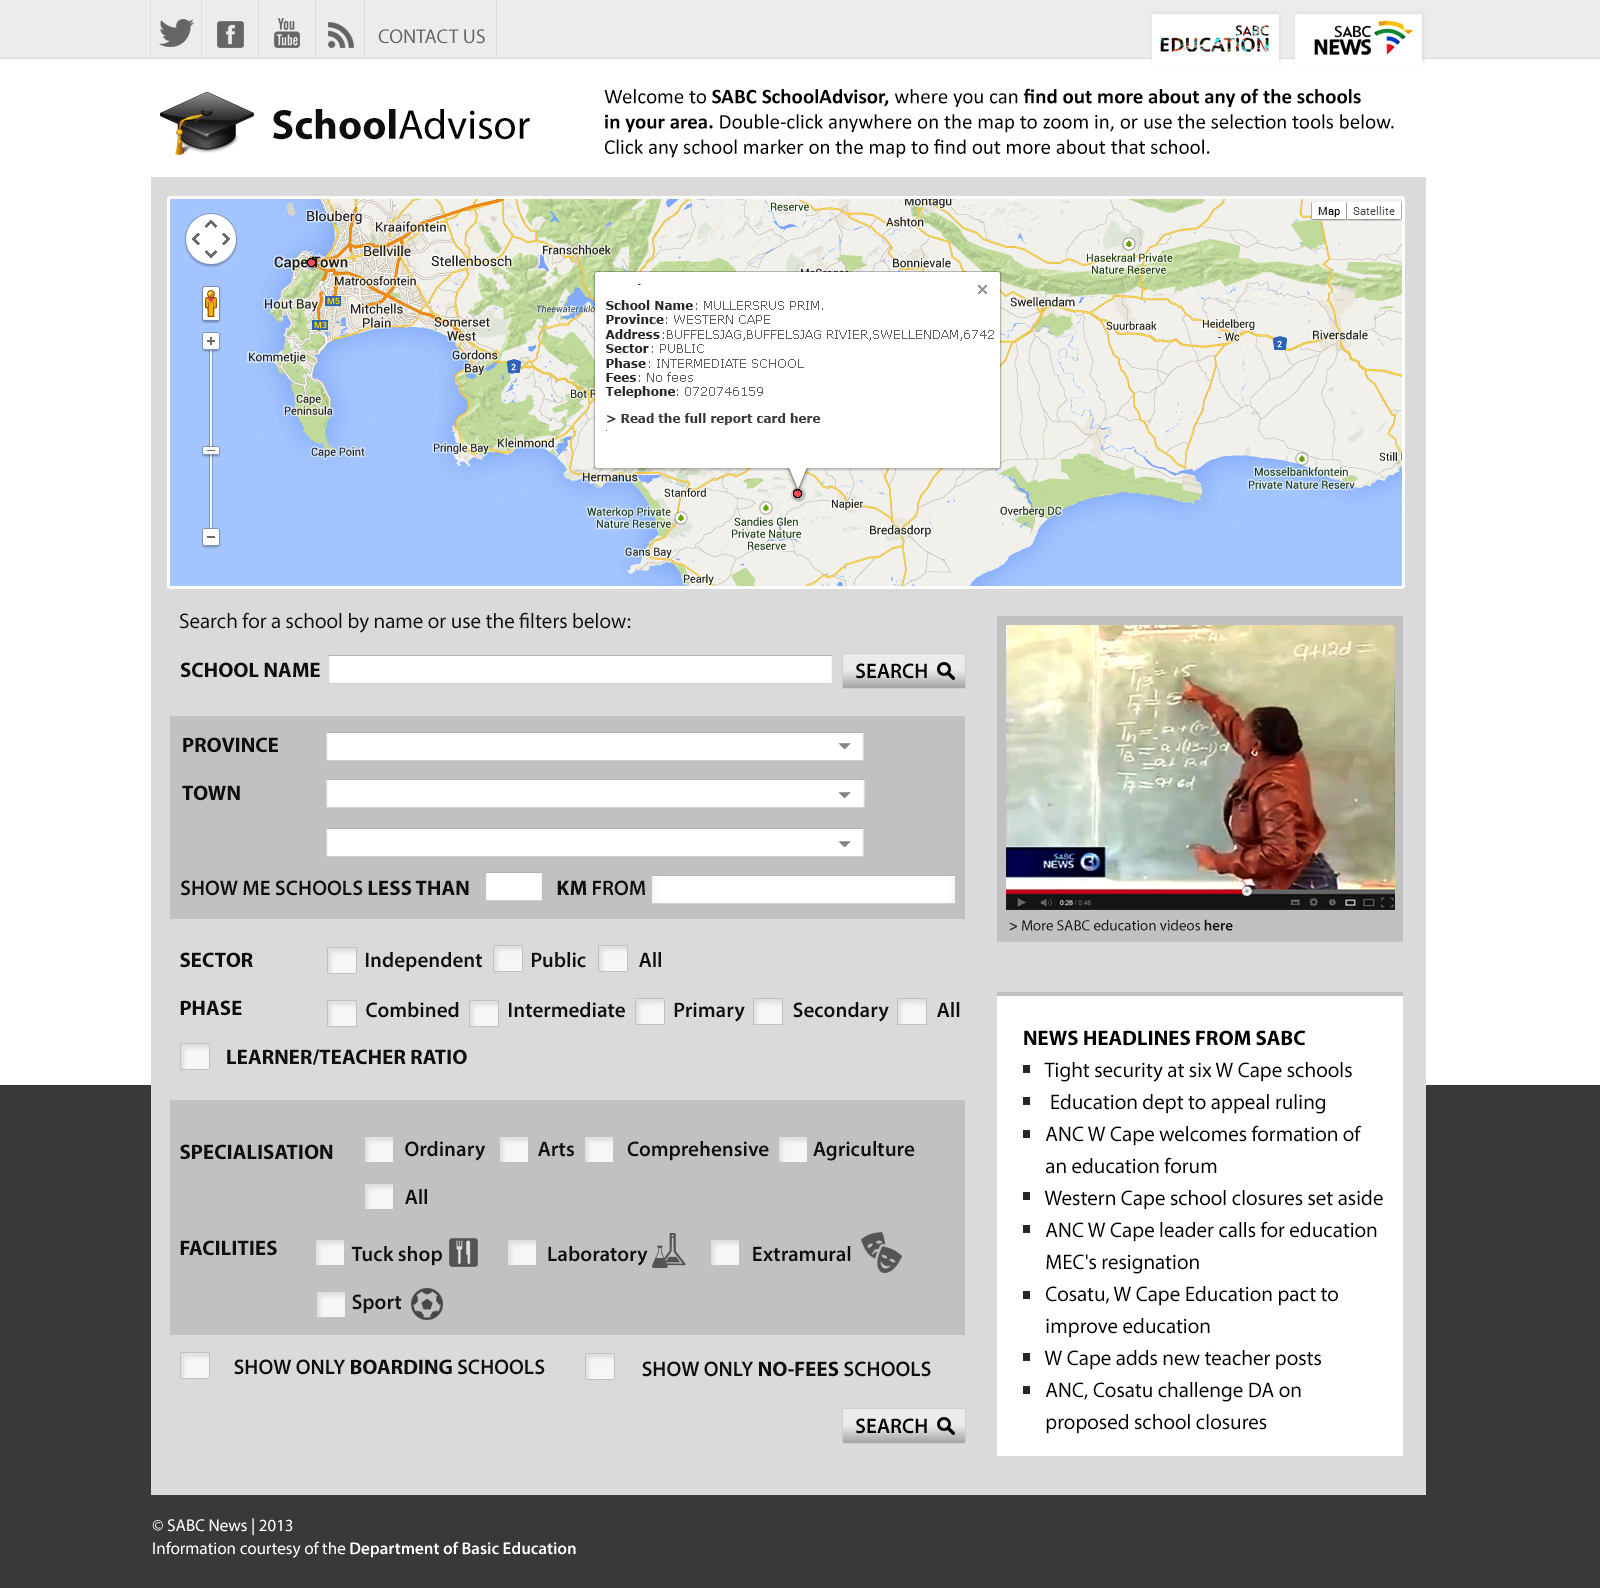 You
Tube
CONTACT US
SABC
EDUCATION
SABC
NEWS
SchoolAdvisor
Welcome to SABC SchoolAdvisor, where you can find out more about any of the schools
in your area. Double-click anywhere on the map to zoom in, or use the selection tools below.
Click any school marker on the map to find out more about that school.
Map
Satellite
Blouberg
Kraaifontein
Bellville
Cape Town
Stellenbosch
Franschhoek
Matroosfontein
Hout Bay
M5
M3
Mitchells
Plain
Somerset
West
Theewaterskl
Kommetjie
Gordons
Bay
2
Bot R
Cape
Peninsula
Cape Point
Pringle Bay
Kleinmond
Hermanus
Reserve
Montagu
Ashton
Bonnievale
Hasekraal Private
Nature Reserve
Swellendam
Suurbraak
Heidelberg
- Wc
2
Riversdale
Still
Mosselbankfontein
Private Nature Reserv
Stanford
Waterkop Private
Nature Reserve
Sandies Glen
Private Nature
Reserve
Napier
Bredasdorp
Overberg DC
Gans Bay
Pearly
School Name: MULLERSRUS PRIM.
Province: WESTERN CAPE
Address:BUFFELSJAG,BUFFELSJAG RIVIER,SWELLENDAM,6742
Sector: PUBLIC
Phase: INTERMEDIATE SCHOOL
Fees: No fees
Telephone: 0720746159
> Read the full report card here
Search for a school by name or use the filters below:
SCHOOL NAME
SEARCH
PROVINCE
TOWN
SHOW ME SCHOOLS LESS THAN KM FROM
SECTOR
Independent
Public
All
PHASE
Combined
Intermediate
Primary
Secondary
All
LEARNER/TEACHER RATIO
SPECIALISATION
Ordinary
Arts
Comprehensive
Agriculture
All
FACILITIES
Tuck shop
Laboratory
Extramural
Sport
SHOW ONLY BOARDING SCHOOLS
SHOW ONLY NO-FEES SCHOOLS
SEARCH
SABC
NEWS
3
0:28 / 0:46
> More SABC education videos here
NEWS HEADLINES FROM SABC
Tight security at six W Cape schools
Education dept to appeal ruling
ANC W Cape welcomes formation of
an education forum
Western Cape school closures set aside
ANC W Cape leader calls for education
MEC's resignation
Cosatu, W Cape Education pact to
improve education
W Cape adds new teacher posts
ANC, Cosatu challenge DA on
proposed school closures
© SABC News | 2013
Information courtesy of the Department of Basic Education